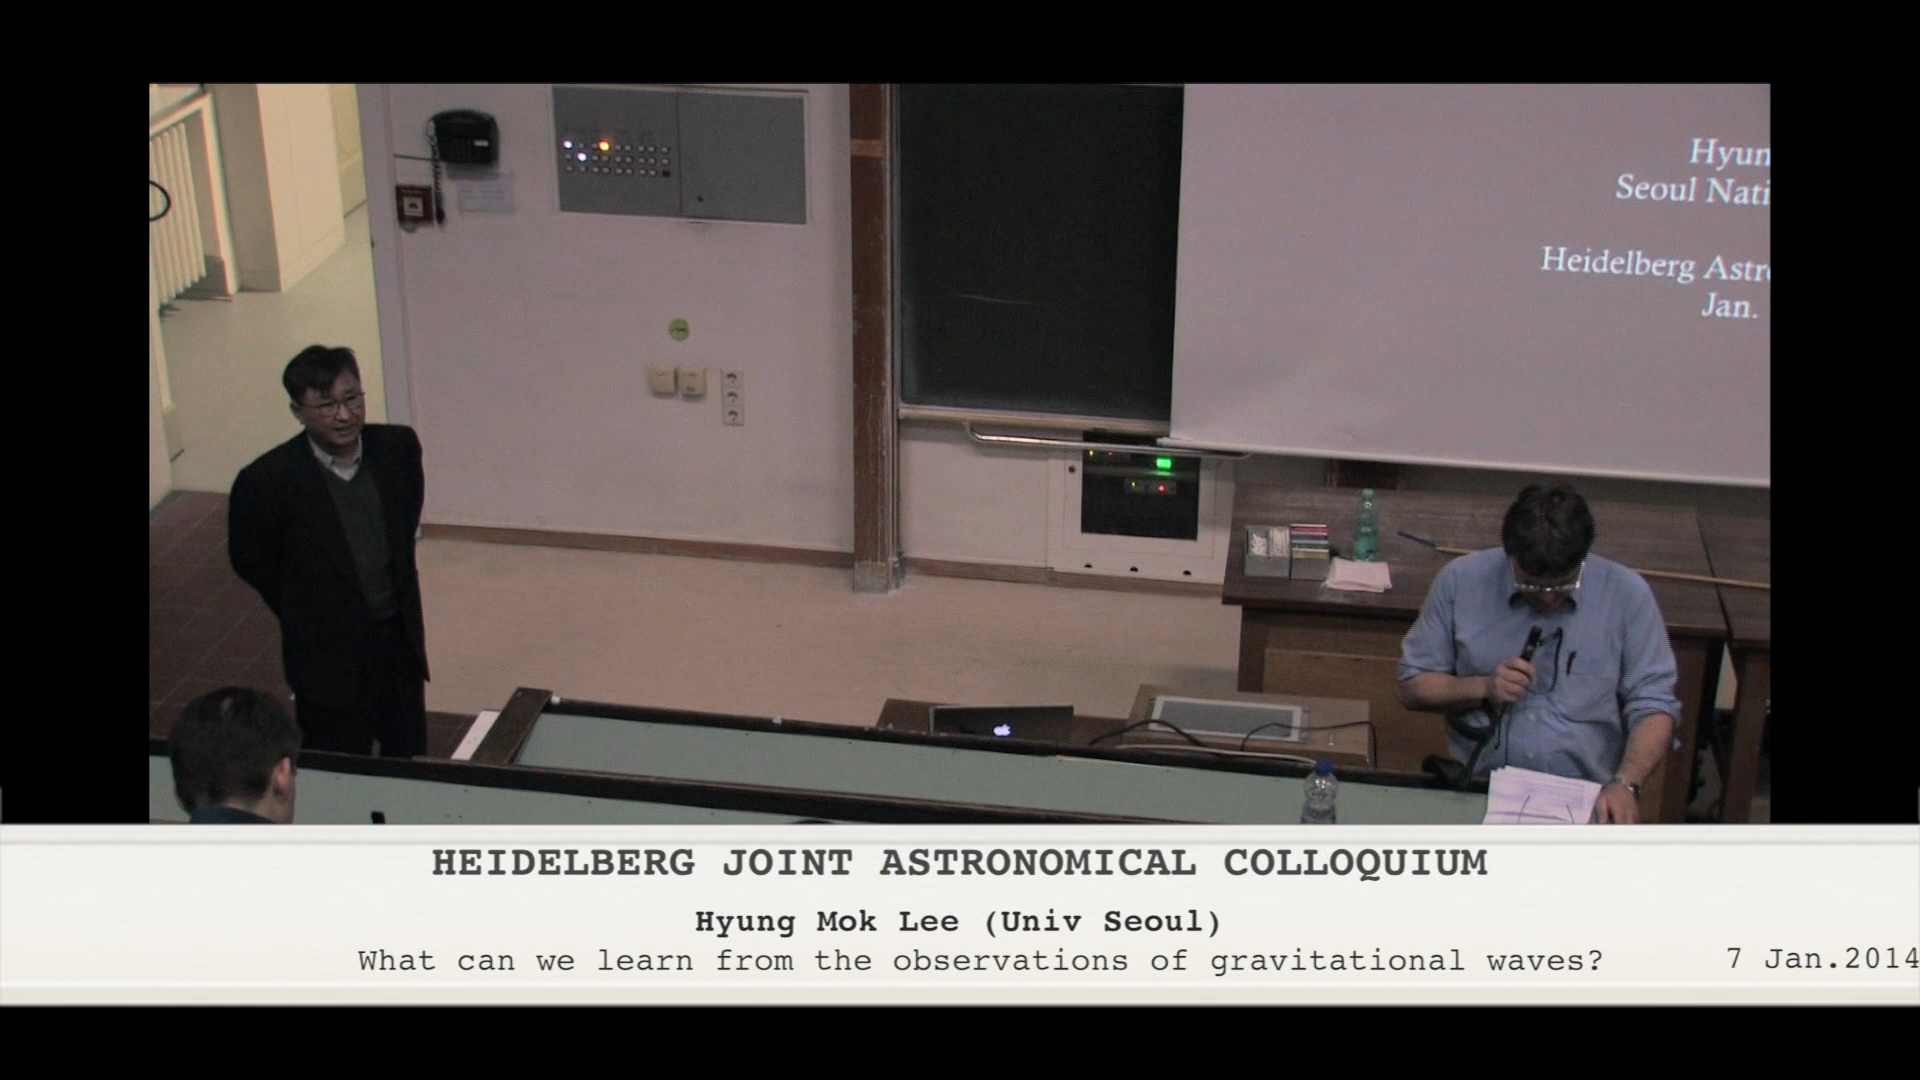 Hyun
Seoul Nati
Heidelberg Astr
Jan.
HEIDELBERG JOINT ASTRONOMICAL COLLOQUIUM
Hyung Mok Lee (Univ Seoul)
What can we learn from the observations of gravitational waves?
7 Jan.2014